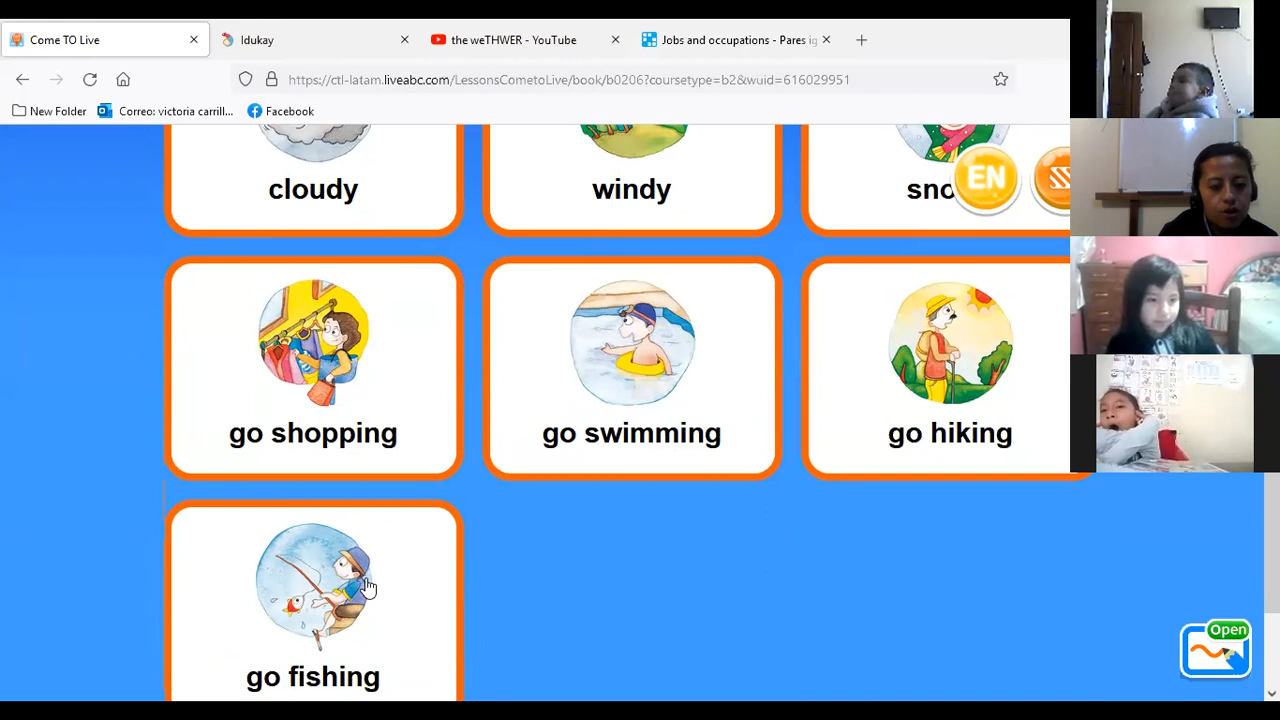 Come TO Live
Idukay
the weTHWER - YouTube
Jobs and occupations - Pares ig
https://ctl-latam.liveabc.com/LessonsCometoLive/book/b0206?coursetype=b2&wuid=616029951
New Folder
Correo: victoria carrill...
Facebook
cloudy
windy
sno
EN
go shopping
go swimming
go hiking
go fishing
Open